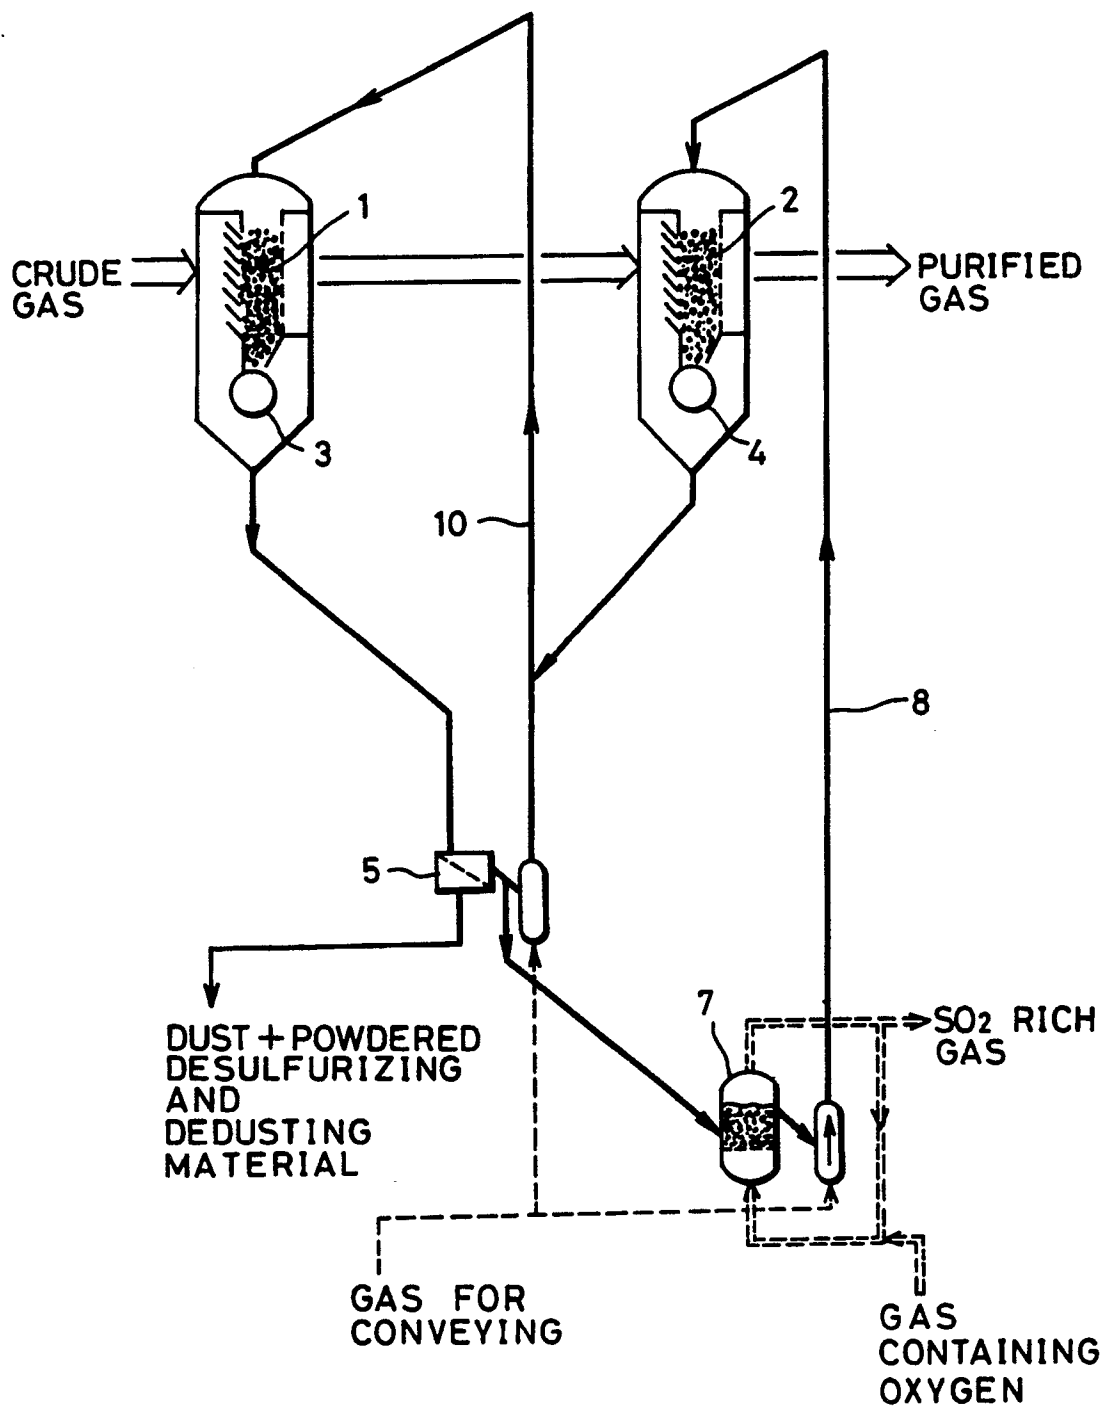 1
2
CRUDE
GAS
PURIFIED
GAS
3
4
10
8
5
7
SO2 RICH
GAS
DUST+POWDERED
DESULFURIZING
AND
DEDUSTING
MATERIAL
GAS FOR
CONVEYING
GAS
CONTAINING
OXYGEN